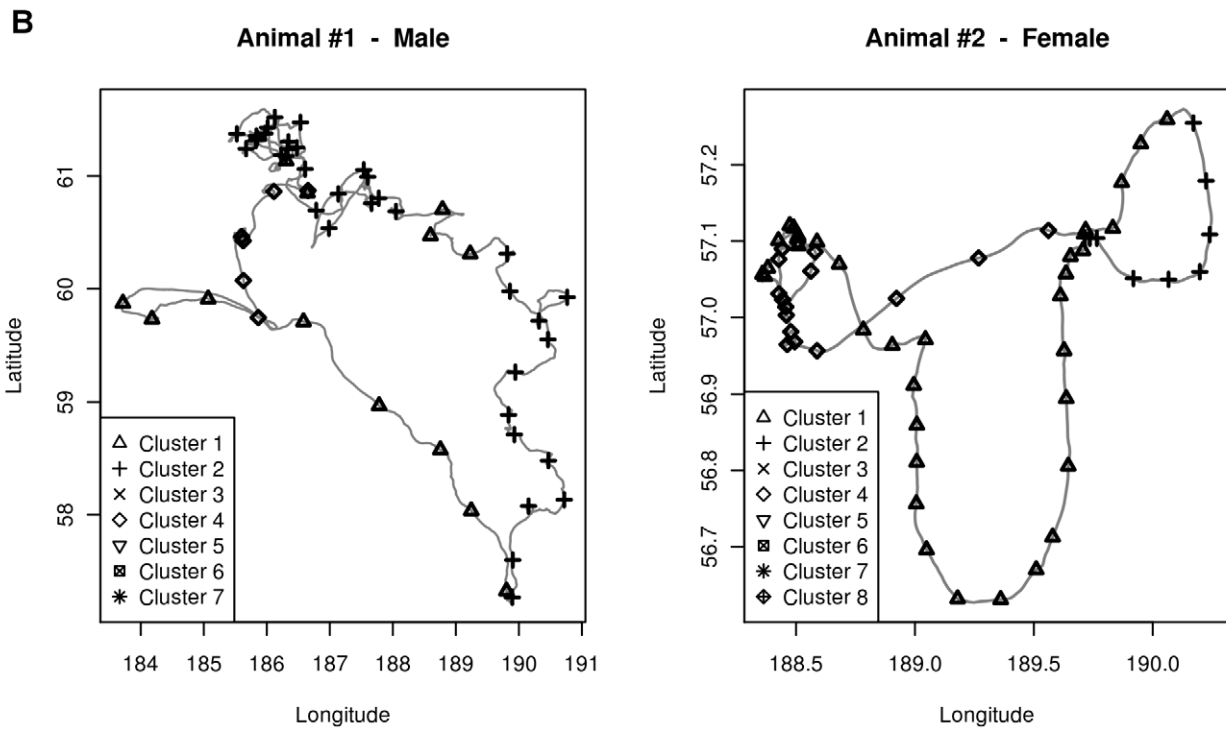 B
Animal #1 - Male
Latitude
61
60
59
58
Cluster 1
Cluster 2
Cluster 3
Cluster 4
Cluster 5
Cluster 6
Cluster 7
184 185 186 187 188 189 190 191
Longitude
Animal #2 - Female
Latitude
57.2
57.1
57.0
56.9
56.8
56.7
Cluster 1
Cluster 2
Cluster 3
Cluster 4
Cluster 5
Cluster 6
Cluster 7
Cluster 8
188.5 189.0 189.5 190.0
Longitude